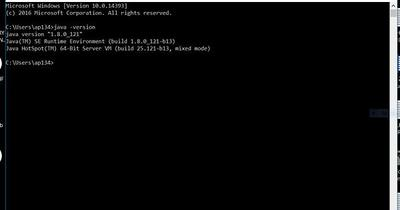 Microsoft Windows [Version 10.0.14393]
(c) 2016 Microsoft Corporation. All rights reserved.
C:\Users\ap134>java -version
java version "1.8.0_121"
Java(TM) SE Runtime Environment (build 1.8.0_121-b13)
Java HotSpot(TM) 64-Bit Server VM (build 25.121-b13, mixed mode)
C:\Users\ap134>